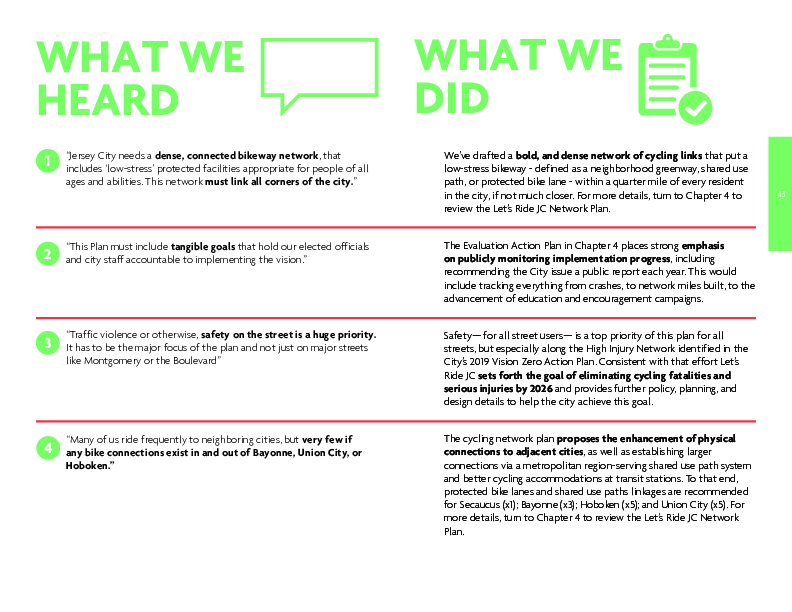 WHAT WE
HEARD
WHAT WE
DID
1
"Jersey City needs a dense, connected bikeway network, that
includes 'low-stress' protected facilities appropriate for people of all
ages and abilities. This network must link all corners of the city."
We've drafted a bold, and dense network of cycling links that put a
low-stress bikeway - defined as a neighborhood greenway, shared use
path, or protected bike lane - within a quarter mile of every resident
in the city, if not much closer. For more details, turn to Chapter 4 to
review the Let's Ride JC Network Plan.
43
2
"This Plan must include tangible goals that hold our elected officials
and city staff accountable to implementing the vision."
The Evaluation Action Plan in Chapter 4 places strong emphasis
on publicly monitoring implementation progress, including
recommending the City issue a public report each year. This would
include tracking everything from crashes, to network miles built, to the
advancement of education and encouragement campaigns.
3
"Traffic violence or otherwise, safety on the street is a huge priority.
It has to be the major focus of the plan and not just on major streets
like Montgomery or the Boulevard"
Safety— for all street users— is a top priority of this plan for all
streets, but especially along the High Injury Network identified in the
City's 2019 Vision Zero Action Plan. Consistent with that effort Let's
Ride JC sets forth the goal of eliminating cycling fatalities and
serious injuries by 2026 and provides further policy, planning, and
design details to help the city achieve this goal.
4
"Many of us ride frequently to neighboring cities, but very few if
any bike connections exist in and out of Bayonne, Union City, or
Hoboken."
The cycling network plan proposes the enhancement of physical
connections to adjacent cities, as well as establishing larger
connections via a metropolitan region-serving shared use path system
and better cycling accommodations at transit stations. To that end,
protected bike lanes and shared use paths linkages are recommended
for Secaucus (x1); Bayonne (x3); Hoboken (x5); and Union City (x5). For
more details, turn to Chapter 4 to review the Let's Ride JC Network
Plan.